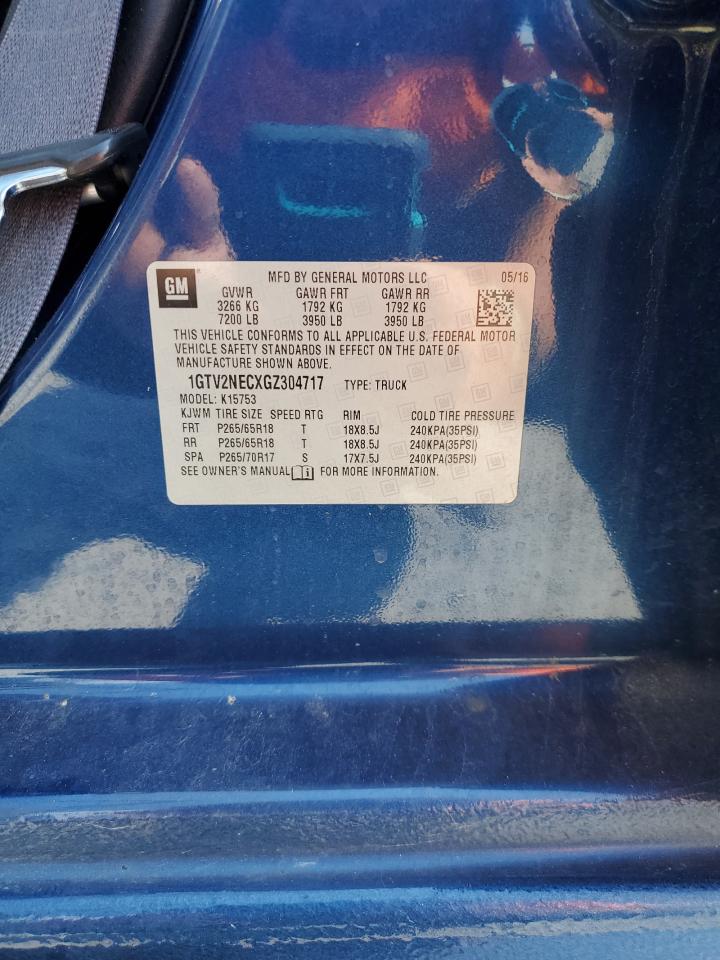 GM ® MFD BY GENERAL MOTORS LLC 05/16
GVWR GAWR FRT GAWR RR
3266 KG 1792 KG 1792 KG
7200 LB 3950 LB 3950 LB
THIS VEHICLE CONFORMS TO ALL APPLICABLE U.S. FEDERAL MOTOR
VEHICLE SAFETY STANDARDS IN EFFECT ON THE DATE OF
MANUFACTURE SHOWN ABOVE.
1GTV2NECXGZ304717 TYPE: TRUCK
MODEL: K15753
KJWM TIRE SIZE SPEED RTG RIM COLD TIRE PRESSURE
FRT P265/65R18 T 18X8.5J 240KPA(35PSI)
RR P265/65R18 T 18X8.5J 240KPA(35PSI)
SPA P265/70R17 S 17X7.5J 240KPA(35PSI)
SEE OWNER'S MANUAL FOR MORE INFORMATION.